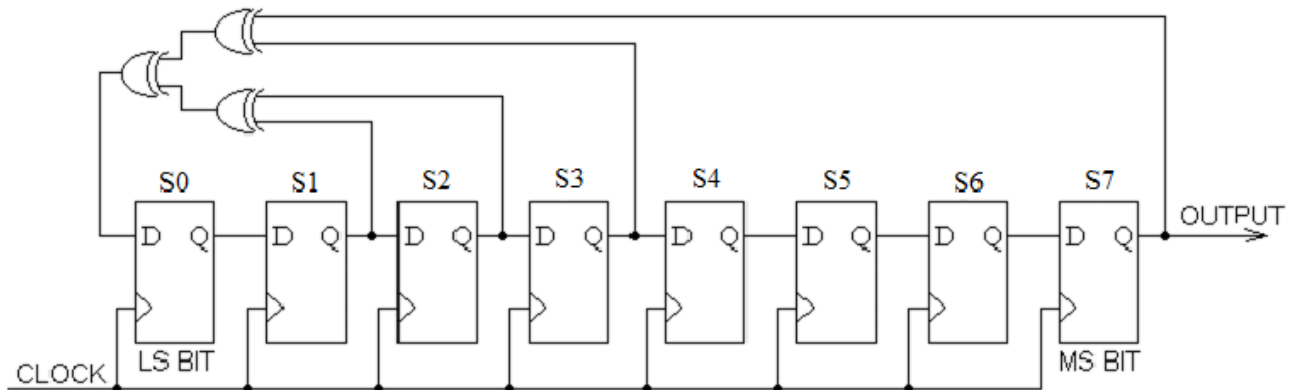 S0 S1 S2 S3 S4 S5 S6 S7
OUTPUT
D Q D Q D Q D Q D Q D Q D Q D Q
LS BIT MS BIT
CLOCK